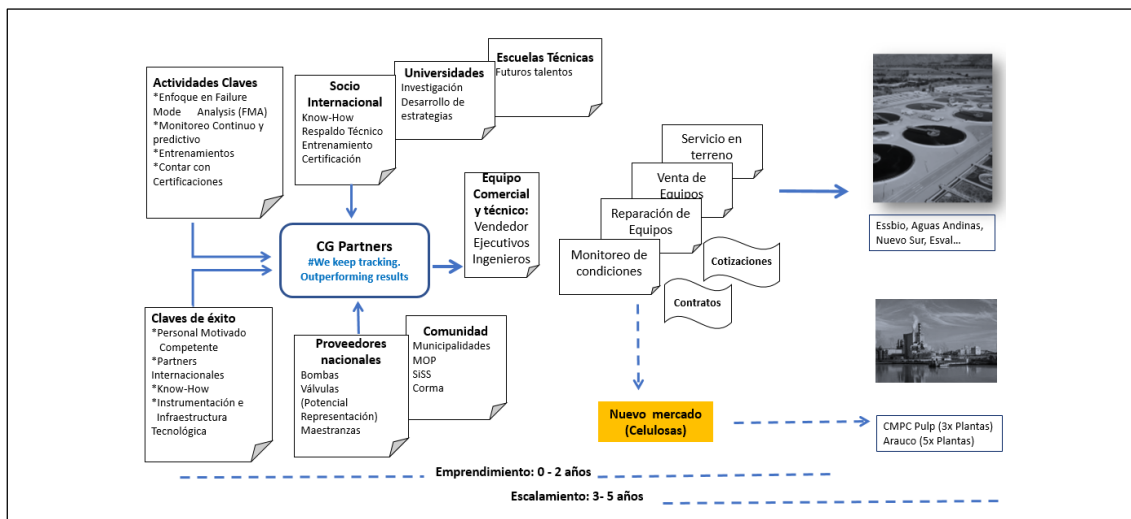 Actividades Claves
*Enfoque en Failure
Mode Analysis (FMA)
*Monitoreo Continuo y
predictivo
*Entrenamientos
*Contar con
Certificaciones
Socio
Internacional
Know-How
Respaldo Técnico
Entrenamiento
Certificación
Universidades
Investigación
Desarrollo de
estrategias
Escuelas Técnicas
Futuros talentos
CG Partners
#We keep tracking.
Outperforming results
Equipo
Comercial
y técnico:
Vendedor
Ejecutivos
Ingenieros
Servicio en
terreno
Venta de
Equipos
Reparación de
Equipos
Monitoreo de
condiciones
Cotizaciones
Contratos
Essbio, Aguas Andinas,
Nuevo Sur, Esval...
Claves de éxito
*Personal Motivado
Competente
*Partners
Internacionales
*Know-How
*Instrumentación e
Infraestructura
Tecnológica
Proveedores
nacionales
Bombas
Válvulas
(Potencial
Representación)
Maestranzas
Comunidad
Municipalidades
MOP
SiSS
Corma
Nuevo mercado
(Celulosas)
CMPC Pulp (3x Plantas)
Arauco (5x Plantas)
Emprendimiento: 0 - 2 años
Escalamiento: 3- 5 años